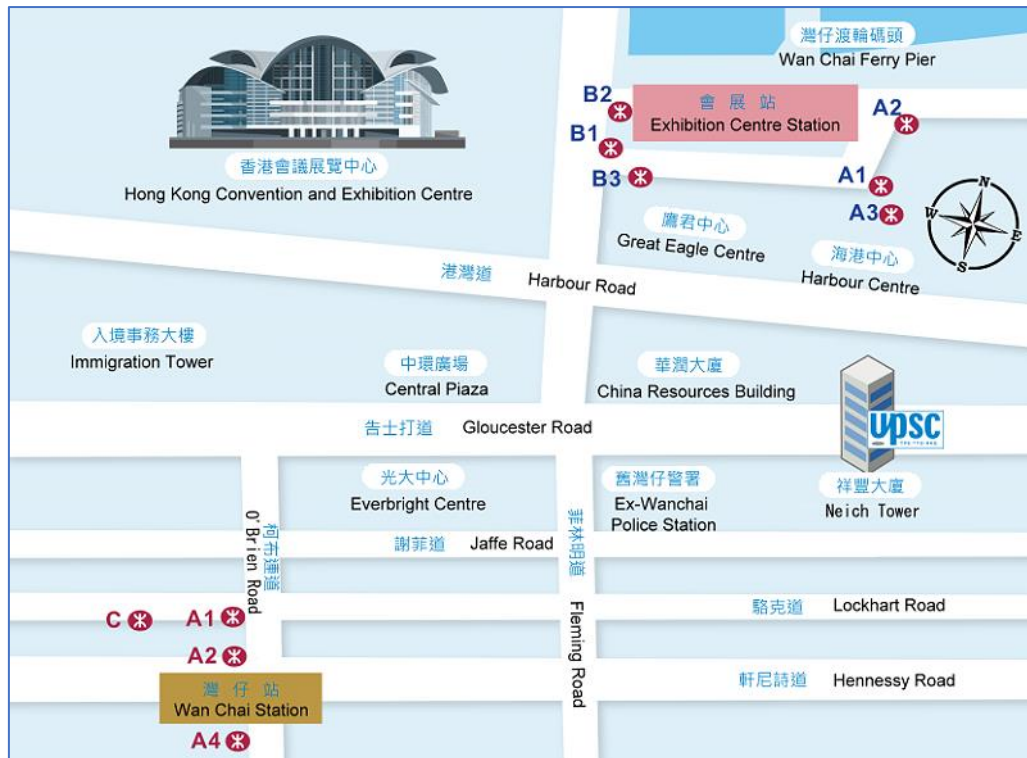 灣仔渡輪碼頭
Wan Chai Ferry Pier
B2
會展站
Exhibition Centre Station
A2
B1
香港會議展覽中心
Hong Kong Convention and Exhibition Centre
B3
A1
A3
N
W
E
S
鷹君中心
Great Eagle Centre
海港中心
Harbour Centre
港灣道 Harbour Road
入境事務大樓
Immigration Tower
中環廣場
Central Plaza
華潤大廈
China Resources Building
upsc
告士打道 Gloucester Road
光大中心
Everbright Centre
舊灣仔警署
Ex-Wanchai
Police Station
祥豐大廈
Neich Tower
柯布連道
O'Brien Road
謝菲道 Jaffe Road
菲林明道
Fleming Road
C
A1
駱克道 Lockhart Road
A2
灣仔站
Wan Chai Station
軒尼詩道 Hennessy Road
A4